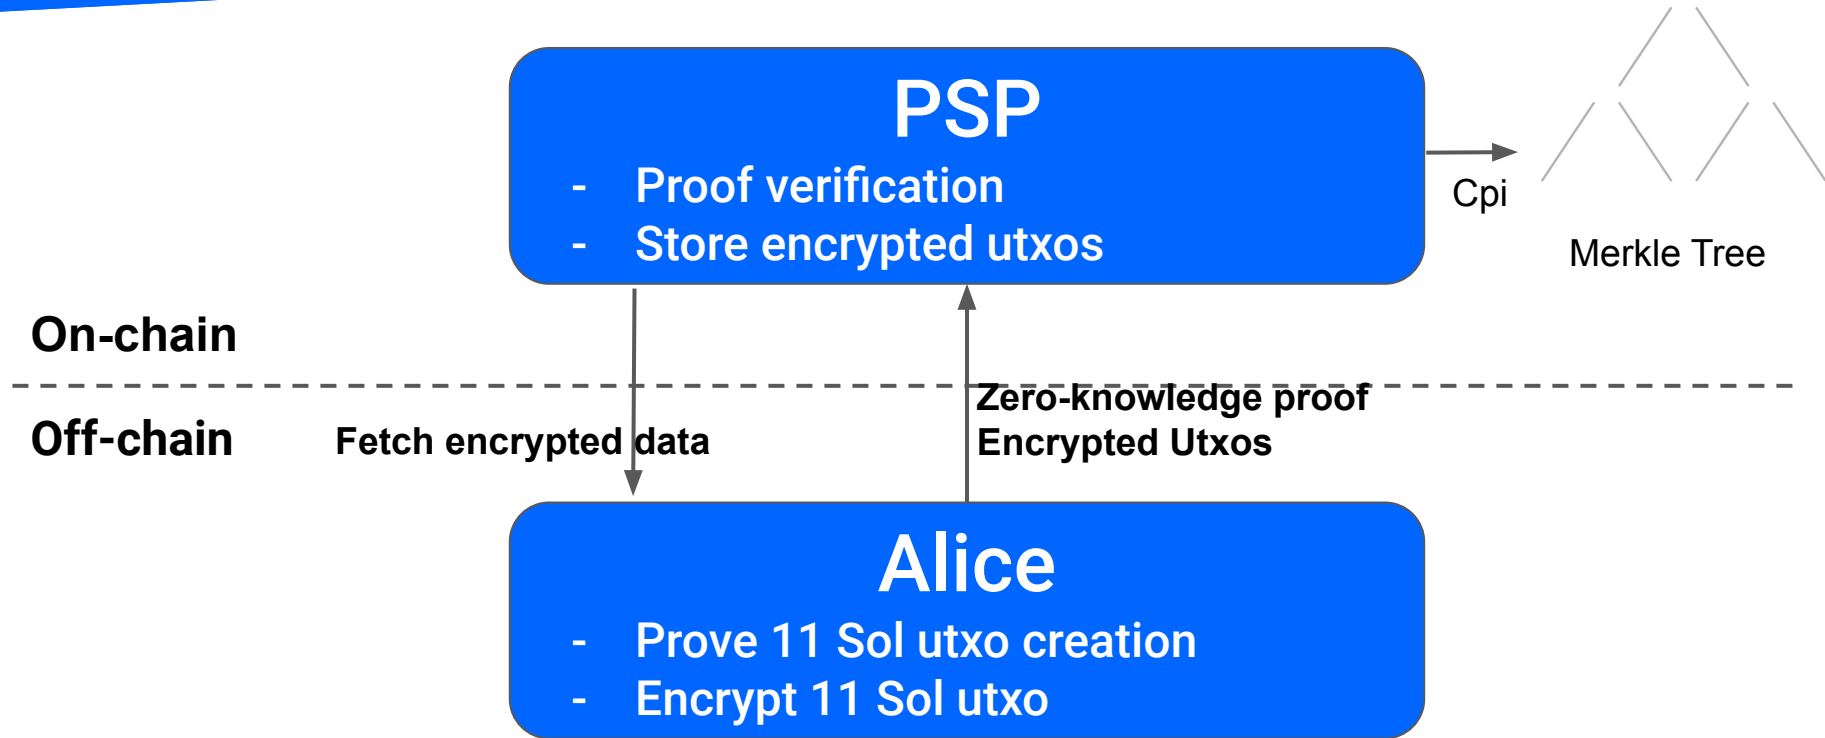 PSP
- Proof verification
- Store encrypted utxos
Cpi
Merkle Tree
On-chain
Off-chain
Fetch encrypted data
Zero-knowledge proof
Encrypted Utxos
Alice
- Prove 11 Sol utxo creation
- Encrypt 11 Sol utxo